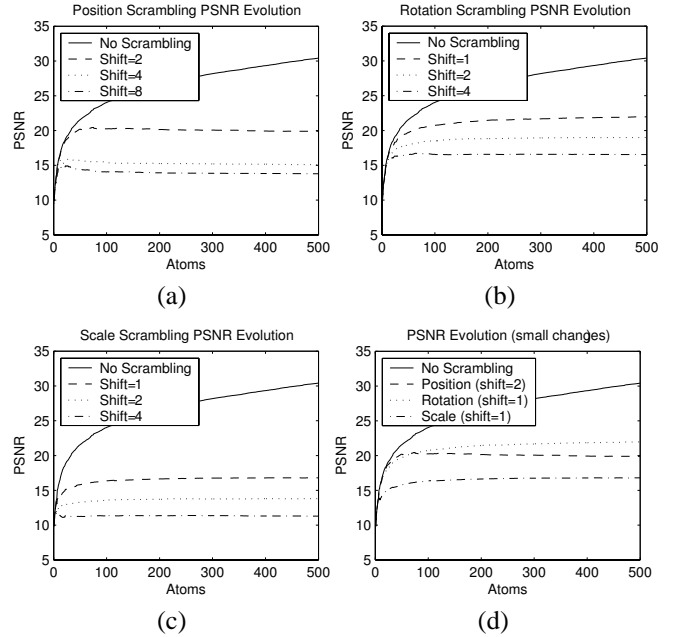 Position Scrambling PSNR Evolution
35
30
25
20
15
10
5
PSNR
No Scrambling
Shift=2
Shift=4
Shift=8
0 100 200 300 400 500
Atoms
(a)
Rotation Scrambling PSNR Evolution
35
30
25
20
15
10
5
PSNR
No Scrambling
Shift=1
Shift=2
Shift=4
0 100 200 300 400 500
Atoms
(b)
Scale Scrambling PSNR Evolution
35
30
25
20
15
10
5
PSNR
No Scrambling
Shift=1
Shift=2
Shift=4
0 100 200 300 400 500
Atoms
(c)
PSNR Evolution (small changes)
35
30
25
20
15
10
5
PSNR
No Scrambling
Position (shift=2)
Rotation (shift=1)
Scale (shift=1)
0 100 200 300 400 500
Atoms
(d)